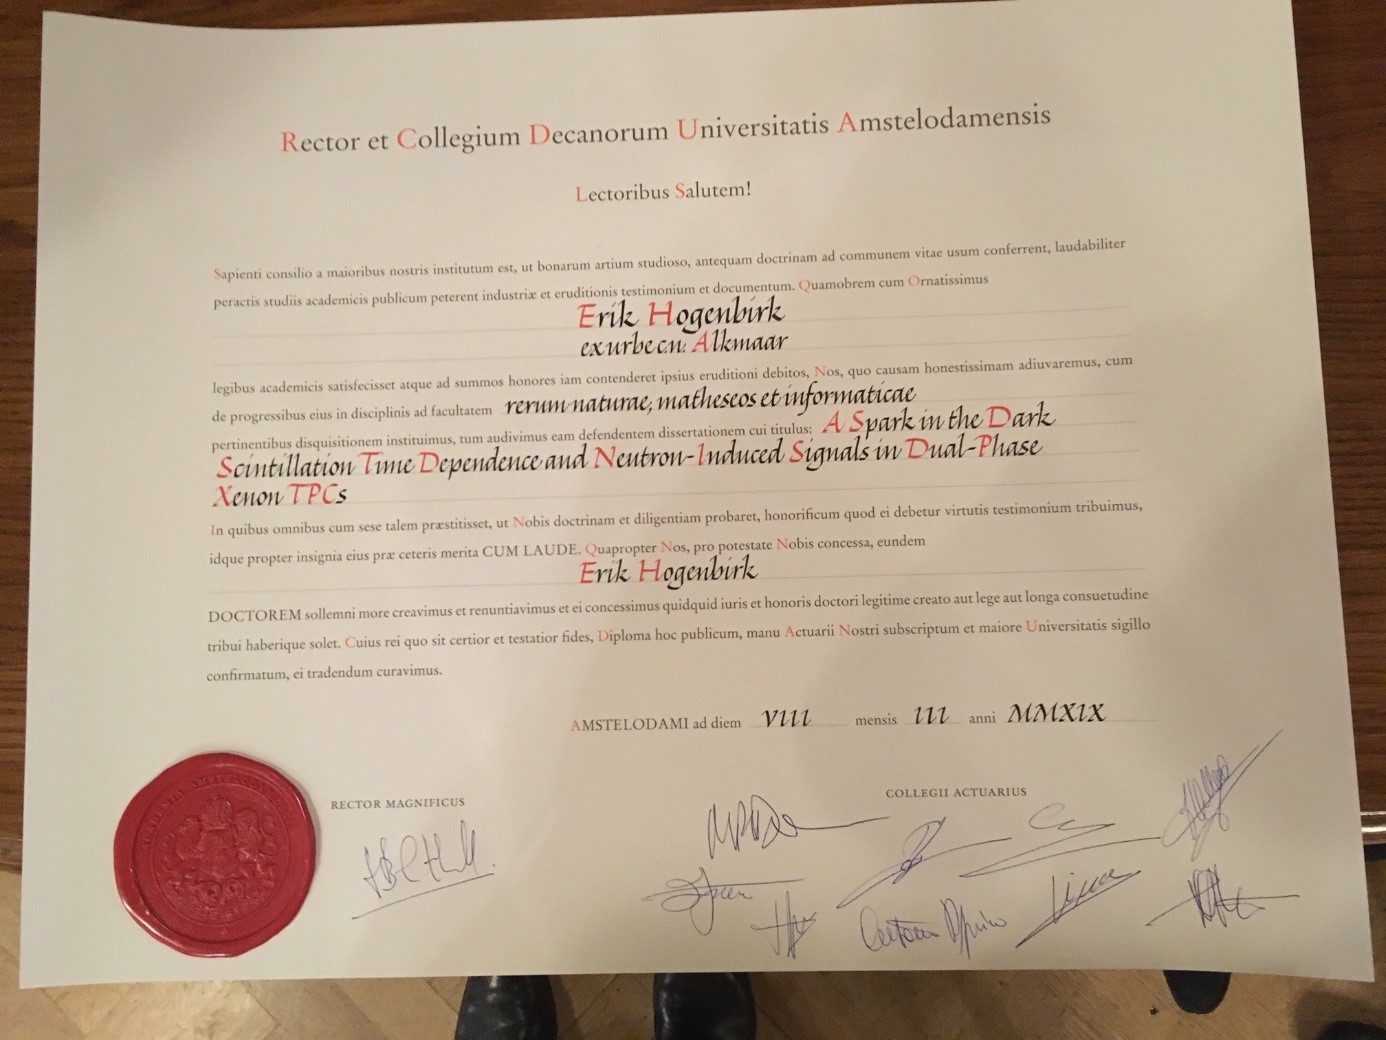 Rector et Collegium Decanorum Universitatis Amstelodamensis
Lectoribus Salutem!
Sapienti consilio a maioribus nostris institutum est, ut bonarum artium studioso, antequam doctrinam ad communem vitae usum conferrent, laudabiliter
peractis studiis academicis publicum peterent industriæ et eruditionis testimonium et documentum. Quamobrem cum Ornatissimus
Erik Hogenbirk
ex urbe cn. Alkmaar
legibus academicis satisfecisset atque ad summos honores iam contenderet ipsius eruditioni debitos, Nos, quo causam honestissimam adiuvaremus, cum
de progressibus eius in disciplinis ad facultatem rerum naturae, matheseos et informaticae
pertinentibus disquisitionem instituimus, tum audivimus eam defendentem dissertationem cui titulus: A Spark in the Dark
Scintillation Time Dependence and Neutron-Induced Signals in Dual-Phase
Xenon TPCs
In quibus omnibus cum sese talem præstitisset, ut Nobis doctrinam et diligentiam probaret, honorificum quod ei debetur virtutis testimonium tribuimus,
idque propter insignia eius præ ceteris merita CUM LAUDE. Quapropter Nos, pro potestate Nobis concessa, eundem
Erik Hogenbirk
DOCTOREM sollemni more creavimus et renuntiavimus et ei concessimus quidquid iuris et honoris doctori legitime creato aut lege aut longa consuetudine
tribui haberique solet. Cuius rei quo sit certior et testatior fides, Diploma hoc publicum, manu Actuarii Nostri subscriptum et maiore Universitatis sigillo
confirmatum, ei tradendum curavimus.
AMSTELODAMI ad diem VIII mensis III anni MMXIX
RECTOR MAGNIFICUS
COLLEGII ACTUARIUS